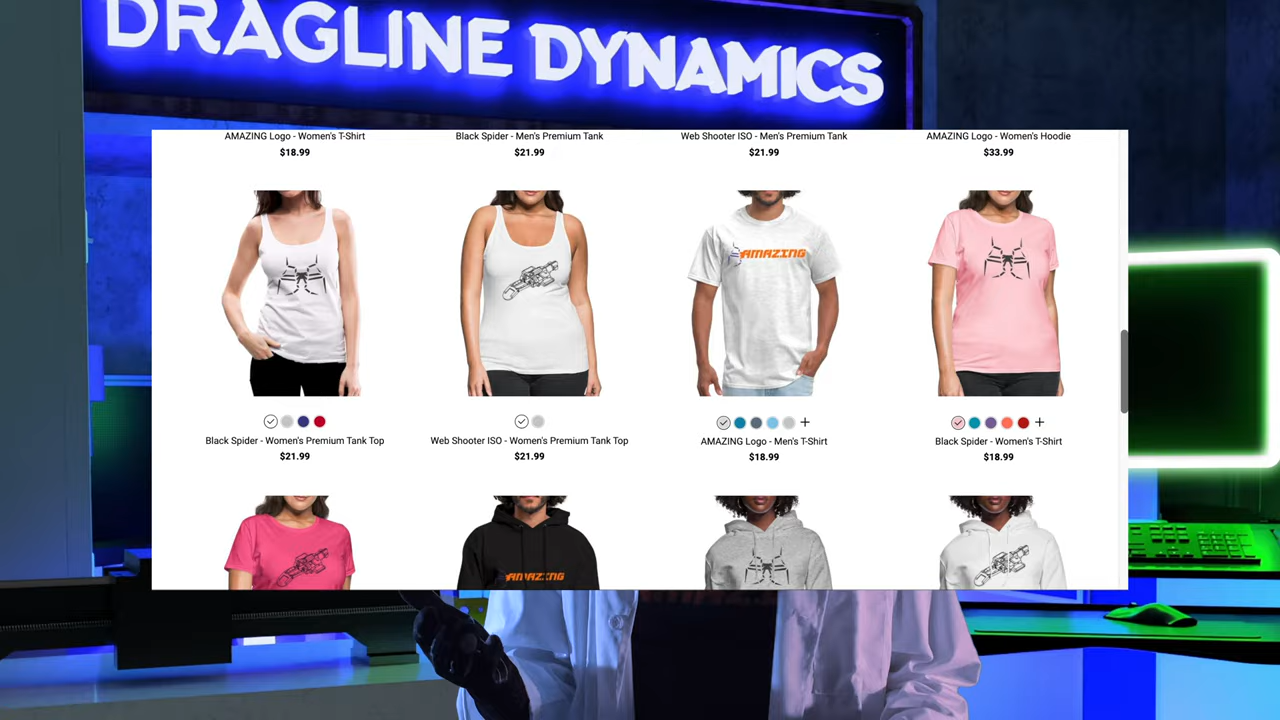 DRAGLINE DYNAMICS
AMAZING Logo - Women's T-Shirt
$18.99
Black Spider - Men's Premium Tank
$21.99
Web Shooter ISO - Men's Premium Tank
$21.99
AMAZING Logo - Women's Hoodie
$33.99
AMAZING
Black Spider - Women's Premium Tank Top
$21.99
Web Shooter ISO - Women's Premium Tank Top
$21.99
AMAZING Logo - Men's T-Shirt
$18.99
Black Spider - Women's T-Shirt
$18.99
AMAZING